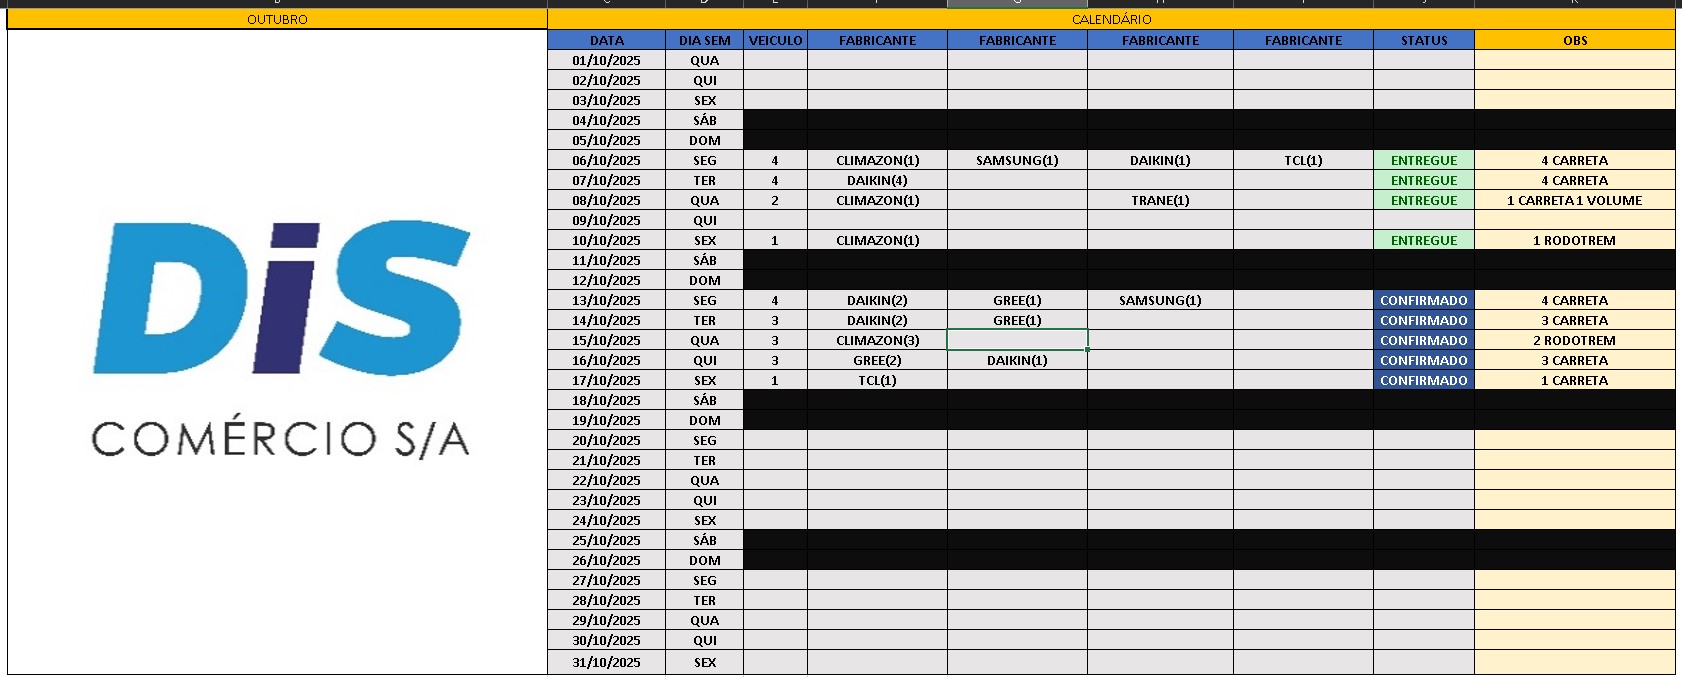 OUTUBRO CALENDÁRIO
DATA DIA SEM VEICULO FABRICANTE FABRICANTE FABRICANTE FABRICANTE STATUS OBS
01/10/2025 QUA
02/10/2025 QUI
03/10/2025 SEX
04/10/2025 SÁB
05/10/2025 DOM
06/10/2025 SEG 4 CLIMAZON(1) SAMSUNG(1) DAIKIN(1) TCL(1) ENTREGUE 4 CARRETA
07/10/2025 TER 4 DAIKIN(4) ENTREGUE 4 CARRETA
08/10/2025 QUA 2 CLIMAZON(1) TRANE(1) ENTREGUE 1 CARRETA 1 VOLUME
09/10/2025 QUI
10/10/2025 SEX 1 CLIMAZON(1) ENTREGUE 1 RODOTREM
11/10/2025 SÁB
12/10/2025 DOM
13/10/2025 SEG 4 DAIKIN(2) GREE(1) SAMSUNG(1) CONFIRMADO 4 CARRETA
14/10/2025 TER 3 DAIKIN(2) GREE(1) CONFIRMADO 3 CARRETA
15/10/2025 QUA 3 CLIMAZON(3) CONFIRMADO 2 RODOTREM
16/10/2025 QUI 3 GREE(2) DAIKIN(1) CONFIRMADO 3 CARRETA
17/10/2025 SEX 1 TCL(1) CONFIRMADO 1 CARRETA
18/10/2025 SÁB
19/10/2025 DOM
20/10/2025 SEG
21/10/2025 TER
22/10/2025 QUA
23/10/2025 QUI
24/10/2025 SEX
25/10/2025 SÁB
26/10/2025 DOM
27/10/2025 SEG
28/10/2025 TER
29/10/2025 QUA
30/10/2025 QUI
31/10/2025 SEX
DiS
COMÉRCIO S/A